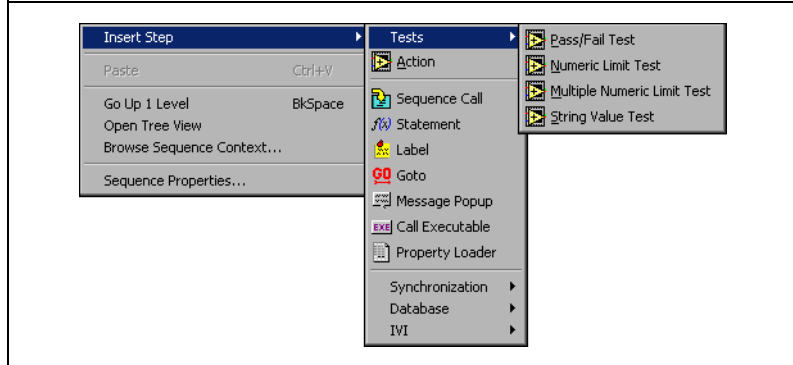 Insert Step
Paste Ctrl+V
Go Up 1 Level BkSpace
Open Tree View
Browse Sequence Context...
Sequence Properties...
Tests
Action
Sequence Call
f(x) Statement
Label
GO Goto
Message Popup
EXE Call Executable
Property Loader
Synchronization
Database
IVI
Pass/Fail Test
Numeric Limit Test
Multiple Numeric Limit Test
String Value Test